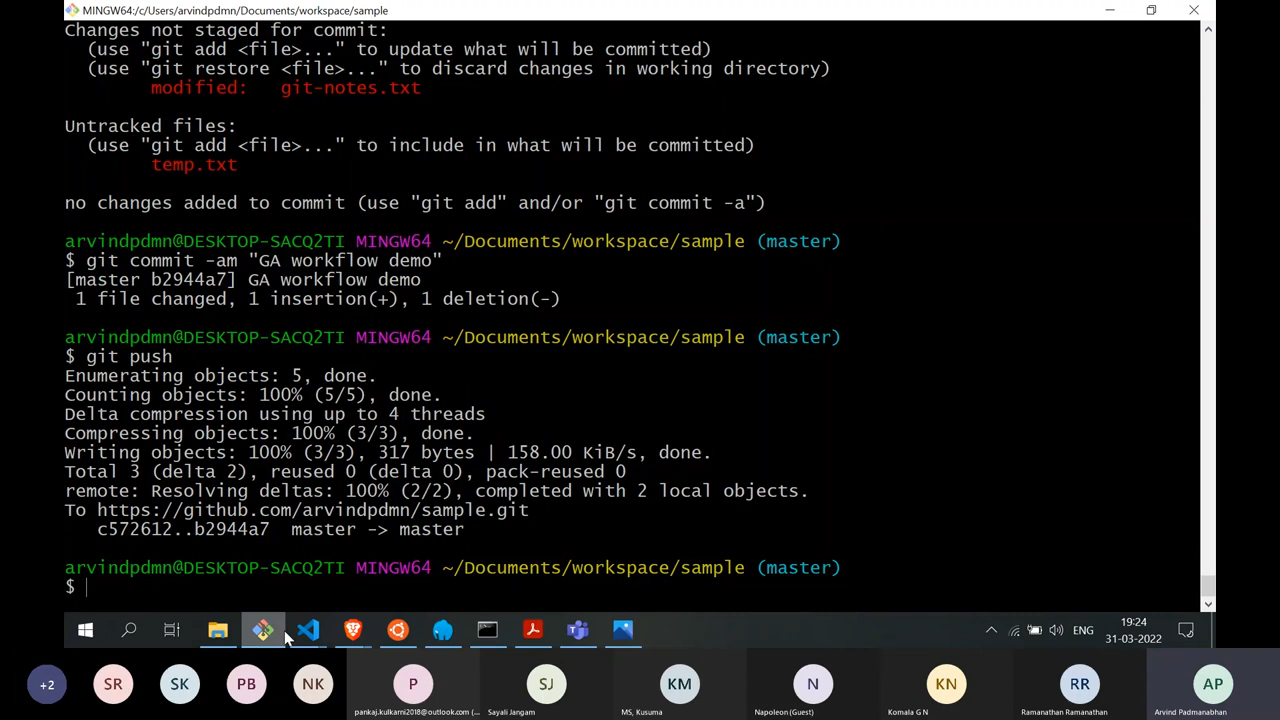 MINGW64:/c/Users/arvindpdmn/Documents/workspace/sample
Changes not staged for commit:
(use "git add <file>..." to update what will be committed)
(use "git restore <file>..." to discard changes in working directory)
modified: git-notes.txt
Untracked files:
(use "git add <file>..." to include in what will be committed)
temp.txt
no changes added to commit (use "git add" and/or "git commit -a")
arvindpdmn@DESKTOP-SACQ2TI MINGW64 ~/Documents/workspace/sample (master)
$ git commit -am "GA workflow demo"
[master b2944a7] GA workflow demo
1 file changed, 1 insertion(+), 1 deletion(-)
arvindpdmn@DESKTOP-SACQ2TI MINGW64 ~/Documents/workspace/sample (master)
$ git push
Enumerating objects: 5, done.
Counting objects: 100% (5/5), done.
Delta compression using up to 4 threads
Compressing objects: 100% (3/3), done.
Writing objects: 100% (3/3), 317 bytes | 158.00 KiB/s, done.
Total 3 (delta 2), reused 0 (delta 0), pack-reused 0
remote: Resolving deltas: 100% (2/2), completed with 2 local objects.
To https://github.com/arvindpdmn/sample.git
c572612..b2944a7 master -> master
arvindpdmn@DESKTOP-SACQ2TI MINGW64 ~/Documents/workspace/sample (master)
$
ENG
19:24
31-03-2022
+2 SR SK PB NK P SJ KM N KN RR AP
pankaj.kulkarni2018@outlook.com (... Sayali Jangam MS, Kusuma Napoleon (Guest) Komala G N Ramanathan Ramanathan Arvind Padmanabhan